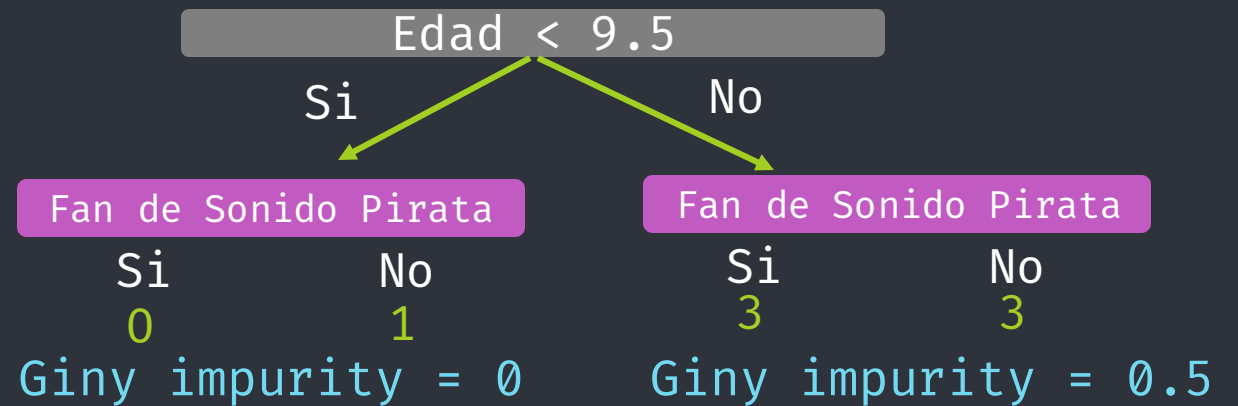 Edad < 9.5
Si
No
Fan de Sonido Pirata
Si No
0 1
Giny impurity = 0
Fan de Sonido Pirata
Si No
3 3
Giny impurity = 0.5